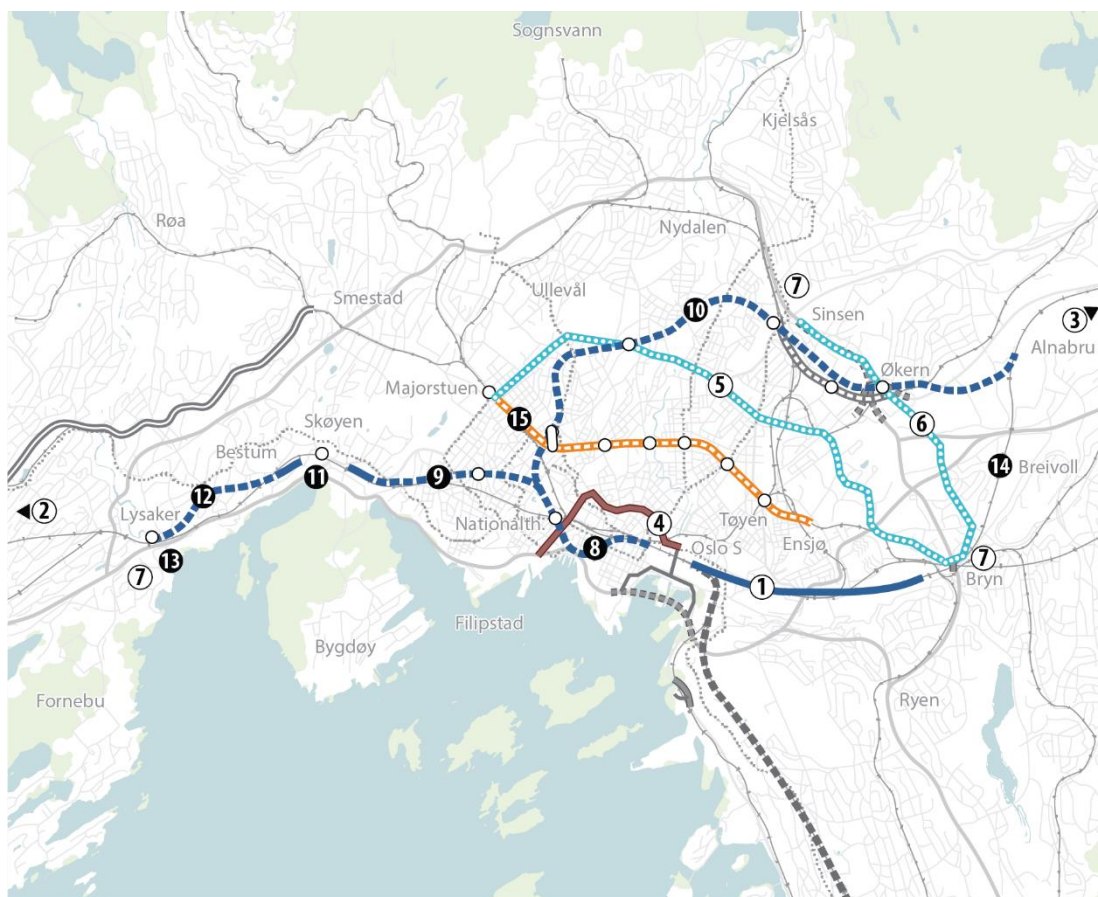 Sognsvann
Kjelsås
Røa
Nydalen
Ullevål
Smestad
7
10
Sinsen
3
Alnabru
Majorstuen
Økern
5
15
6
Skøyen
Bestum
11
9
12
14
Breivoll
2
Lysaker
Nationalth.
4
Tøyen
Ensjø
8
Oslo S
7
13
7
Bryn
1
Filipstad
Bygdøy
Fornebu
Ryen